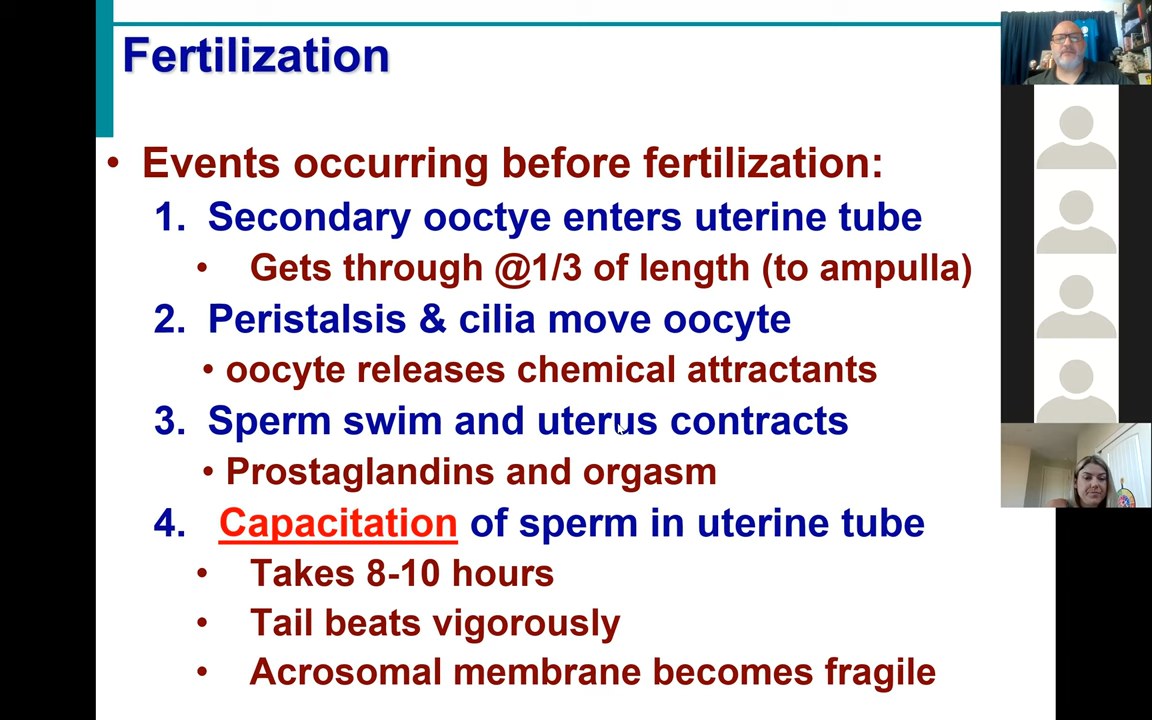 Fertilization
• Events occurring before fertilization:
1. Secondary ooctye enters uterine tube
• Gets through @1/3 of length (to ampulla)
2. Peristalsis & cilia move oocyte
• oocyte releases chemical attractants
3. Sperm swim and uterus contracts
• Prostaglandins and orgasm
4. Capacitation of sperm in uterine tube
• Takes 8-10 hours
• Tail beats vigorously
• Acrosomal membrane becomes fragile